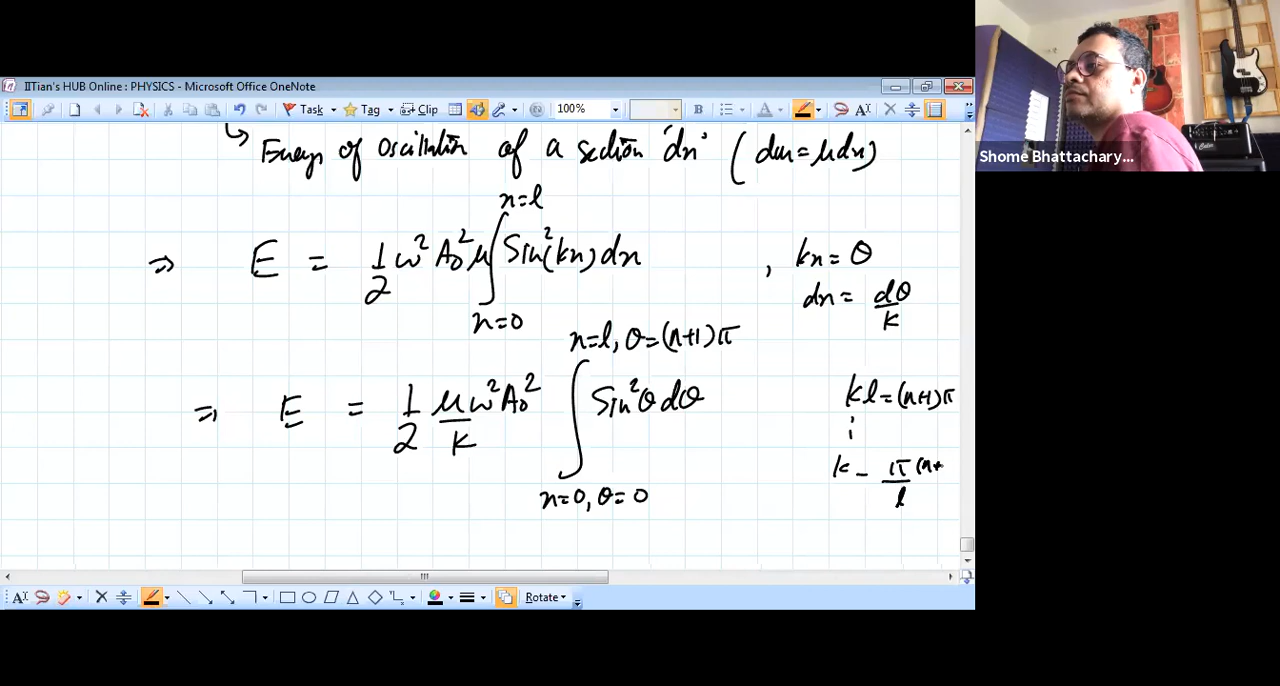 IITian's HUB Online : PHYSICS - Microsoft Office OneNote
Task Tag Clip 100% B A
Shome Bhattachary...
↳ Energy of oscillation of a section 'dx' (dm = μdx)
⇒ E = 1/2 ω² A₀² μ ∫ Sin²(kx) dx , kx = θ
x=l
x=0
dx = dθ/k
x=l, θ=(n+1)π
⇒ E = 1/2 μω²A₀²/k ∫ Sin²θ dθ kl = (n+1)π
x=0, θ=0
k = π/l (n+
Rotate